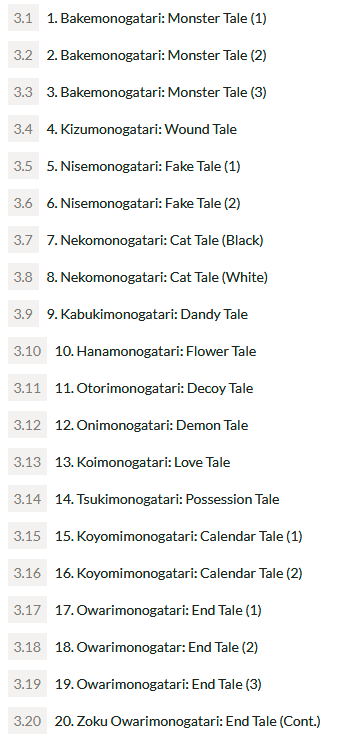 3.1 1. Bakemonogatari: Monster Tale (1)
3.2 2. Bakemonogatari: Monster Tale (2)
3.3 3. Bakemonogatari: Monster Tale (3)
3.4 4. Kizumonogatari: Wound Tale
3.5 5. Nisemonogatari: Fake Tale (1)
3.6 6. Nisemonogatari: Fake Tale (2)
3.7 7. Nekomonogatari: Cat Tale (Black)
3.8 8. Nekomonogatari: Cat Tale (White)
3.9 9. Kabukimonogatari: Dandy Tale
3.10 10. Hanamonogatari: Flower Tale
3.11 11. Otorimonogatari: Decoy Tale
3.12 12. Onimonogatari: Demon Tale
3.13 13. Koimonogatari: Love Tale
3.14 14. Tsukimonogatari: Possession Tale
3.15 15. Koyomimonogatari: Calendar Tale (1)
3.16 16. Koyomimonogatari: Calendar Tale (2)
3.17 17. Owarimonogatari: End Tale (1)
3.18 18. Owarimonogatar: End Tale (2)
3.19 19. Owarimonogatari: End Tale (3)
3.20 20. Zoku Owarimonogatari: End Tale (Cont.)